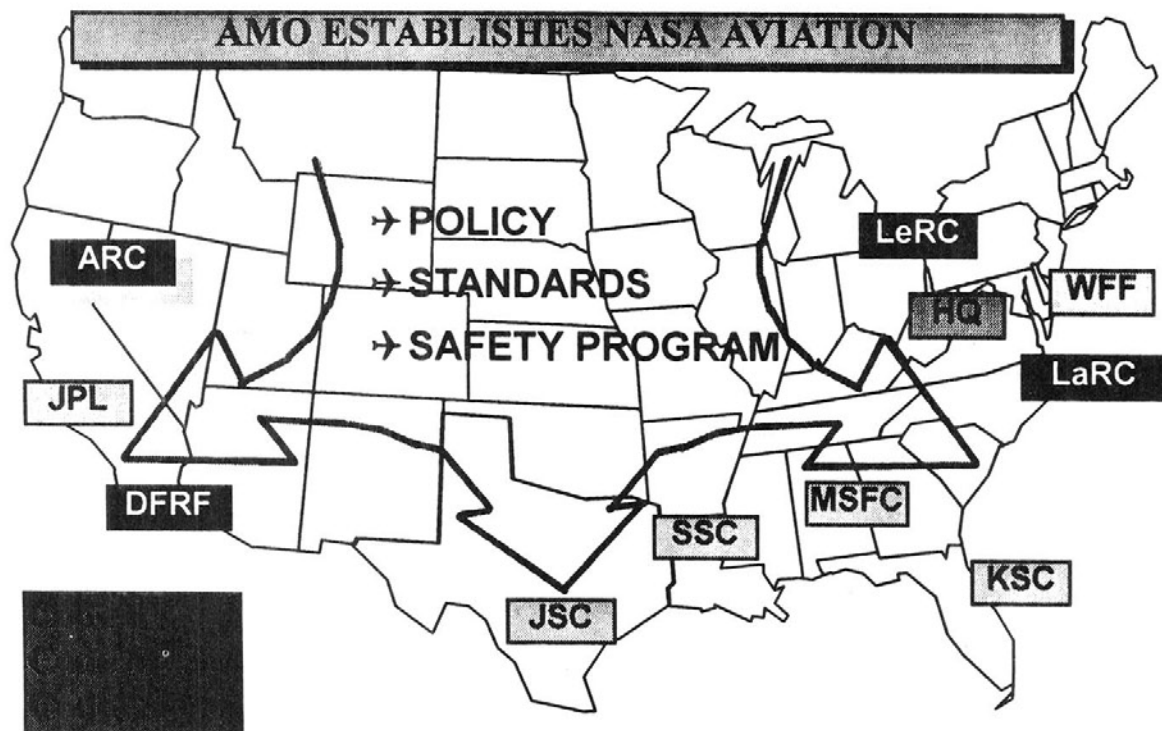 AMO ESTABLISHES NASA AVIATION
POLICY
STANDARDS
SAFETY PROGRAM
ARC
LeRC
HQ
WFF
LaRC
JPL
DFRF
MSFC
SSC
KSC
JSC